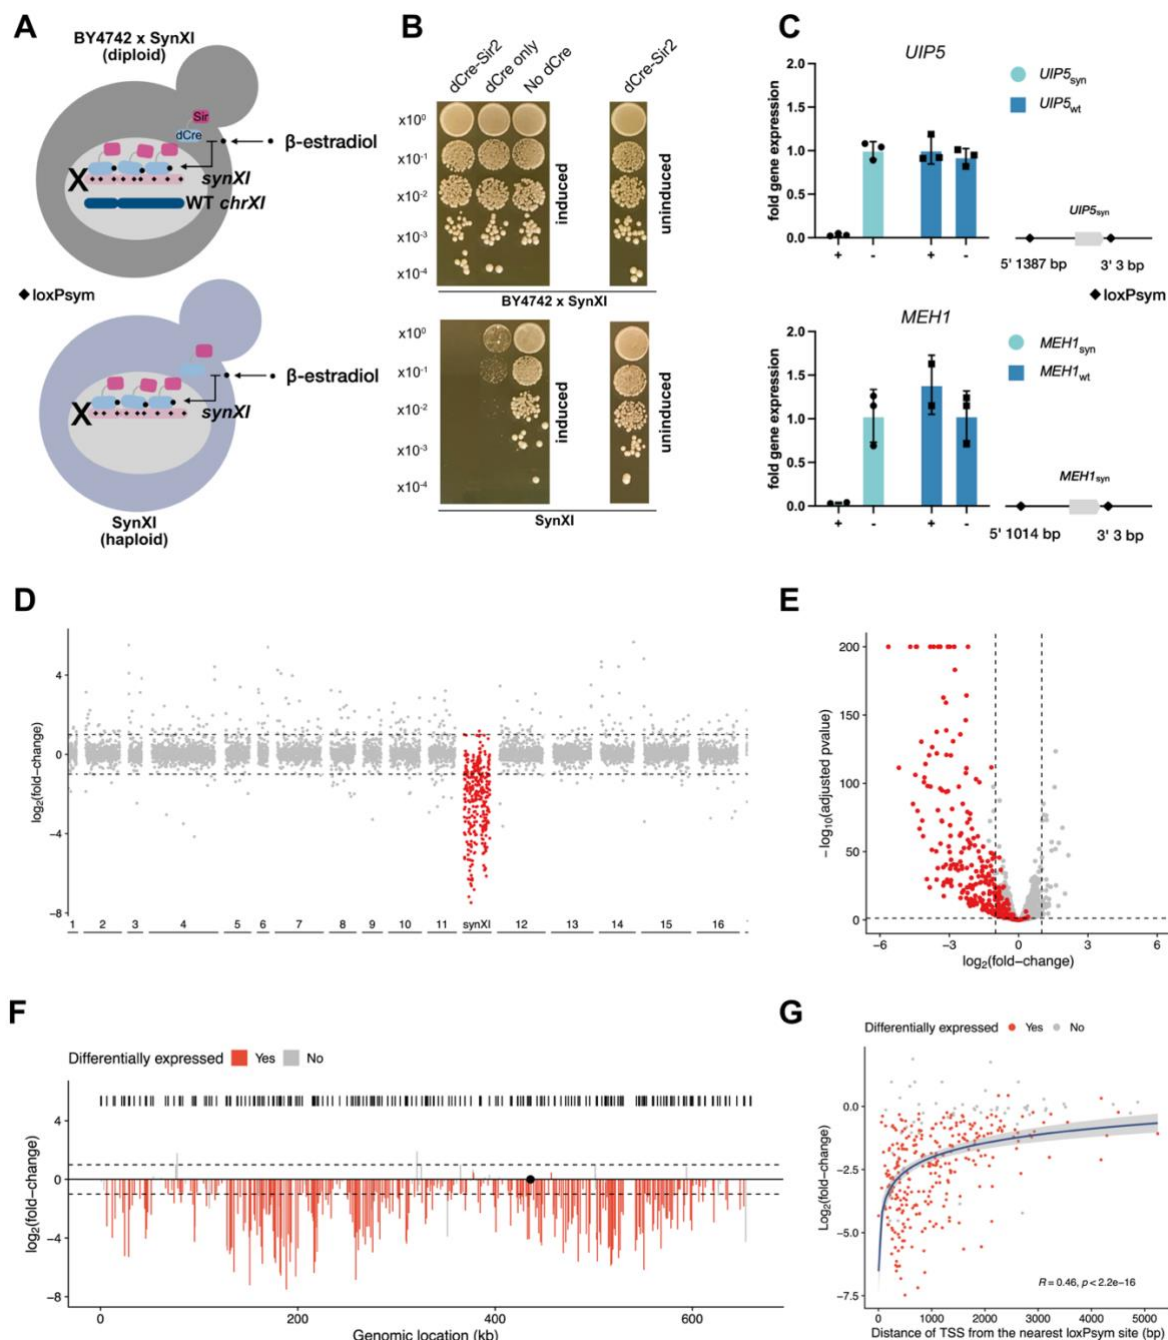 A
BY4742 x SynXI
(diploid)
Sir
dCre
β-estradiol
synXI
X
WT chrXI
loxPsym
β-estradiol
synXI
X
SynXI
(haploid)
B
dCre-Sir2
dCre only
No dCre
dCre-Sir2
x10⁰
x10⁻¹
x10⁻²
x10⁻³
x10⁻⁴
induced
uninduced
BY4742 x SynXI
x10⁰
x10⁻¹
x10⁻²
x10⁻³
x10⁻⁴
induced
uninduced
SynXI
C
UIP5
fold gene expression
2.0
1.5
1.0
0.5
0.0
+ - + -
UIP5syn
UIP5wt
UIP5syn
5' 1387 bp 3' 3 bp
loxPsym
MEH1
fold gene expression
2.0
1.5
1.0
0.5
0.0
+ - + -
MEH1syn
MEH1wt
MEH1syn
5' 1014 bp 3' 3 bp
D
log₂(fold−change)
4
0
−4
−8
1 2 3 4 5 6 7 8 9 10 11 synXI 12 13 14 15 16
E
−log₁₀(adjusted pvalue)
200
150
100
50
0
−6 −3 0 3 6
log₂(fold−change)
F
Differentially expressed Yes No
log₂(fold−change)
4
0
−4
−8
0 200 400 600
Genomic location (kb)
G
Differentially expressed Yes No
Log₂(fold−change)
0.0
−2.5
−5.0
−7.5
R = 0.46, p < 2.2e−16
0 1000 2000 3000 4000 5000
Distance of TSS from the nearest loxPsym site (bp)